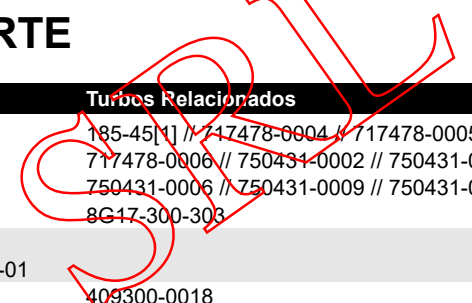 RTE
Turbos Relacionados
185-45[1] // 717478-0004 // 717478-0005
717478-0006 // 750431-0002 // 750431-0
750431-0006 // 750431-0009 // 750431-
8G17-300-303
-01
409300-0018
SRL